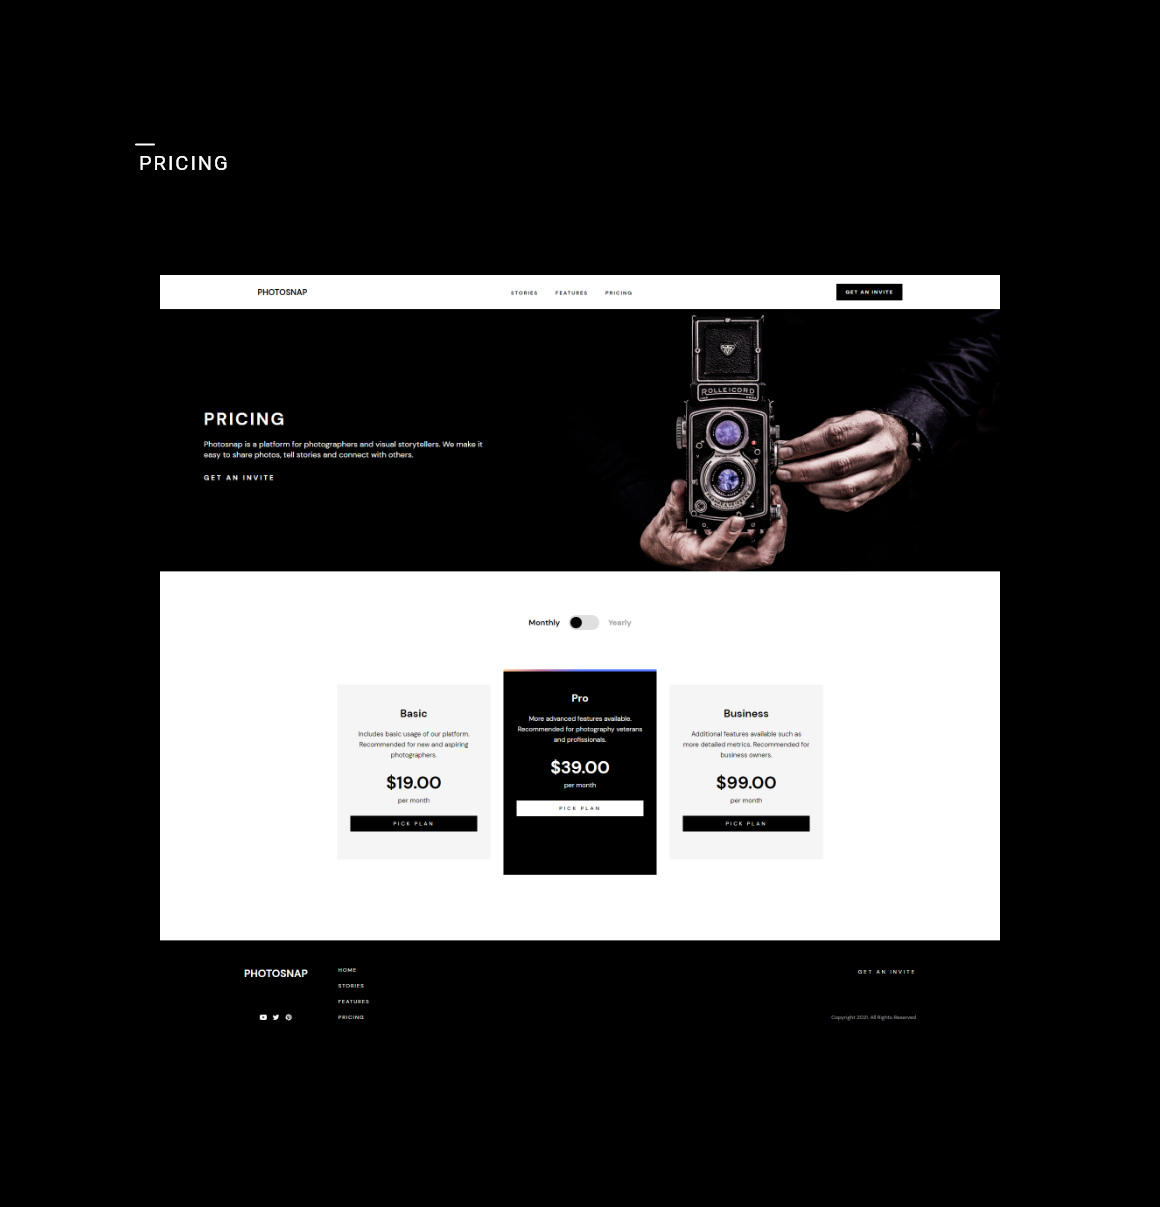 PRICING
PHOTOSNAP
STORIES FEATURES PRICING
GET AN INVITE
ROLLEICORD
PRICING
Photosnap is a platform for photographers and visual storytellers. We make it
easy to share photos, tell stories and connect with others.
GET AN INVITE
Monthly Yearly
Basic
Includes basic usage of our platform.
Recommended for new and aspiring
photographers.
$19.00
per month
PICK PLAN
Pro
More advanced features available.
Recommended for photography veterans
and profissionals.
$39.00
per month
PICK PLAN
Business
Additional features available such as
more detailed metrics. Recommended for
business owners.
$99.00
per month
PICK PLAN
PHOTOSNAP
HOME
STORIES
FEATURES
PRICING
GET AN INVITE
Copyright 2021. All Rights Reserved